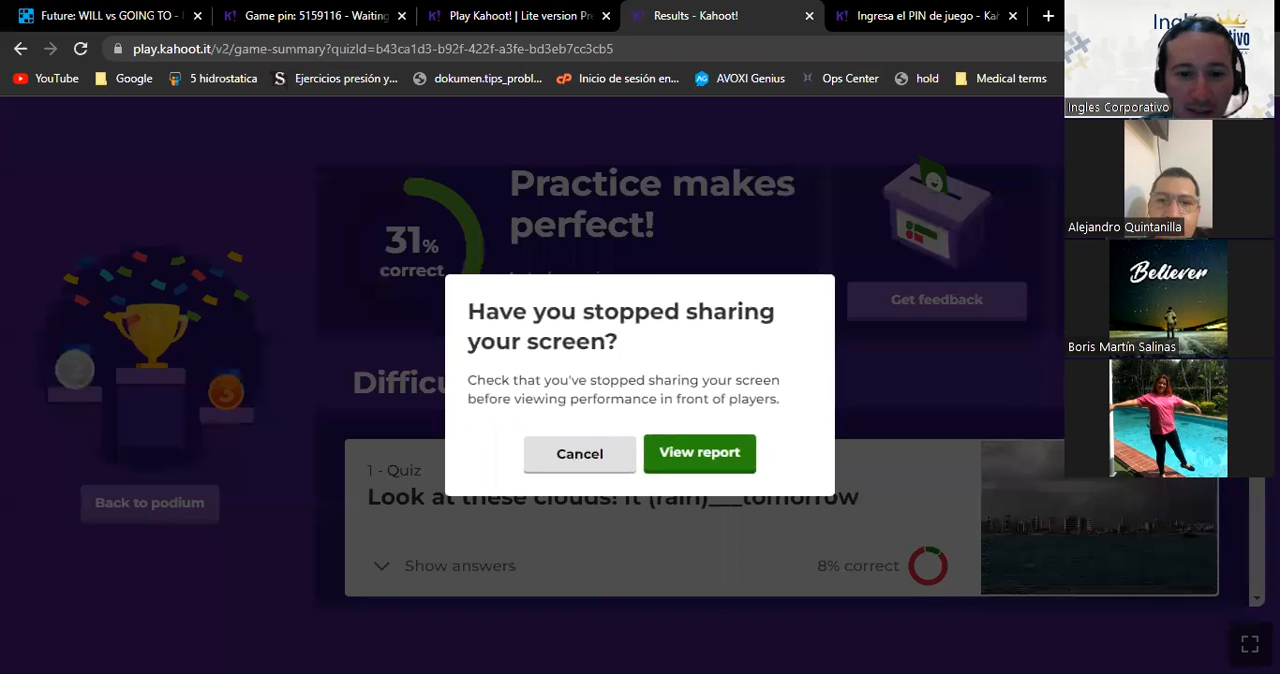 Future: WILL vs GOING TO -
Game pin: 5159116 - Waiting
Play Kahoot! | Lite version Pre
Results - Kahoot!
Ingresa el PIN de juego - Kah
play.kahoot.it/v2/game-summary?quizId=b43ca1d3-b92f-422f-a3fe-bd3eb7cc3cb5
YouTube
Google
5 hidrostatica
Ejercicios presión y...
dokumen.tips_probl...
Inicio de sesión en...
AVOXI Genius
Ops Center
hold
Medical terms
Ingles Corporativo
Alejandro Quintanilla
Believer
Boris Martín Salinas
Practice makes
perfect!
31%
correct
Get feedback
Have you stopped sharing
your screen?
Check that you've stopped sharing your screen
before viewing performance in front of players.
Cancel
View report
2
3
Back to podium
1 - Quiz
Look at these clouds! It (rain)___tomorrow
Show answers
8% correct